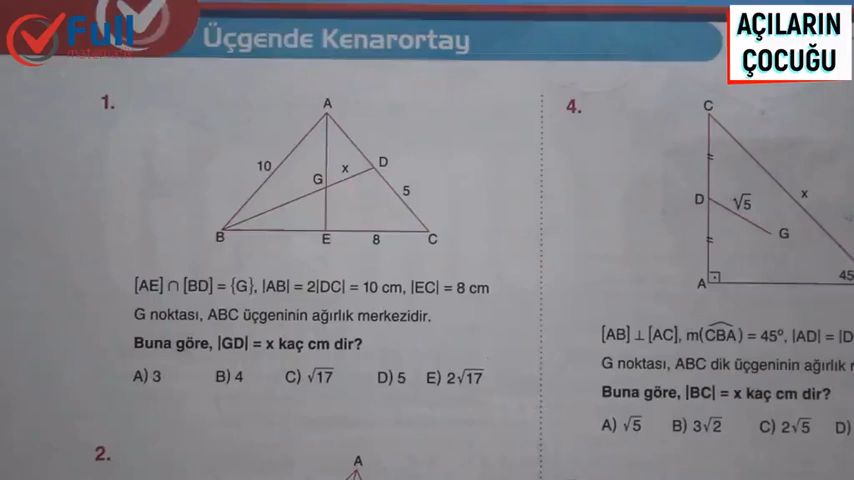 Full
matematik
Üçgende Kenarortay
AÇILARIN
ÇOCUĞU
1.
A
10
x
D
G
5
B
E
8
C
[AE] ∩ [BD] = {G}, |AB| = 2|DC| = 10 cm, |EC| = 8 cm
G noktası, ABC üçgeninin ağırlık merkezidir.
Buna göre, |GD| = x kaç cm dir?
A) 3 B) 4 C) √17 D) 5 E) 2√17
2.
A
4.
C
x
D
√5
G
A
45
[AB] ⊥ [AC], m(CBA) = 45°, |AD| = |D
G noktası, ABC dik üçgeninin ağırlık
Buna göre, |BC| = x kaç cm dir?
A) √5 B) 3√2 C) 2√5 D)